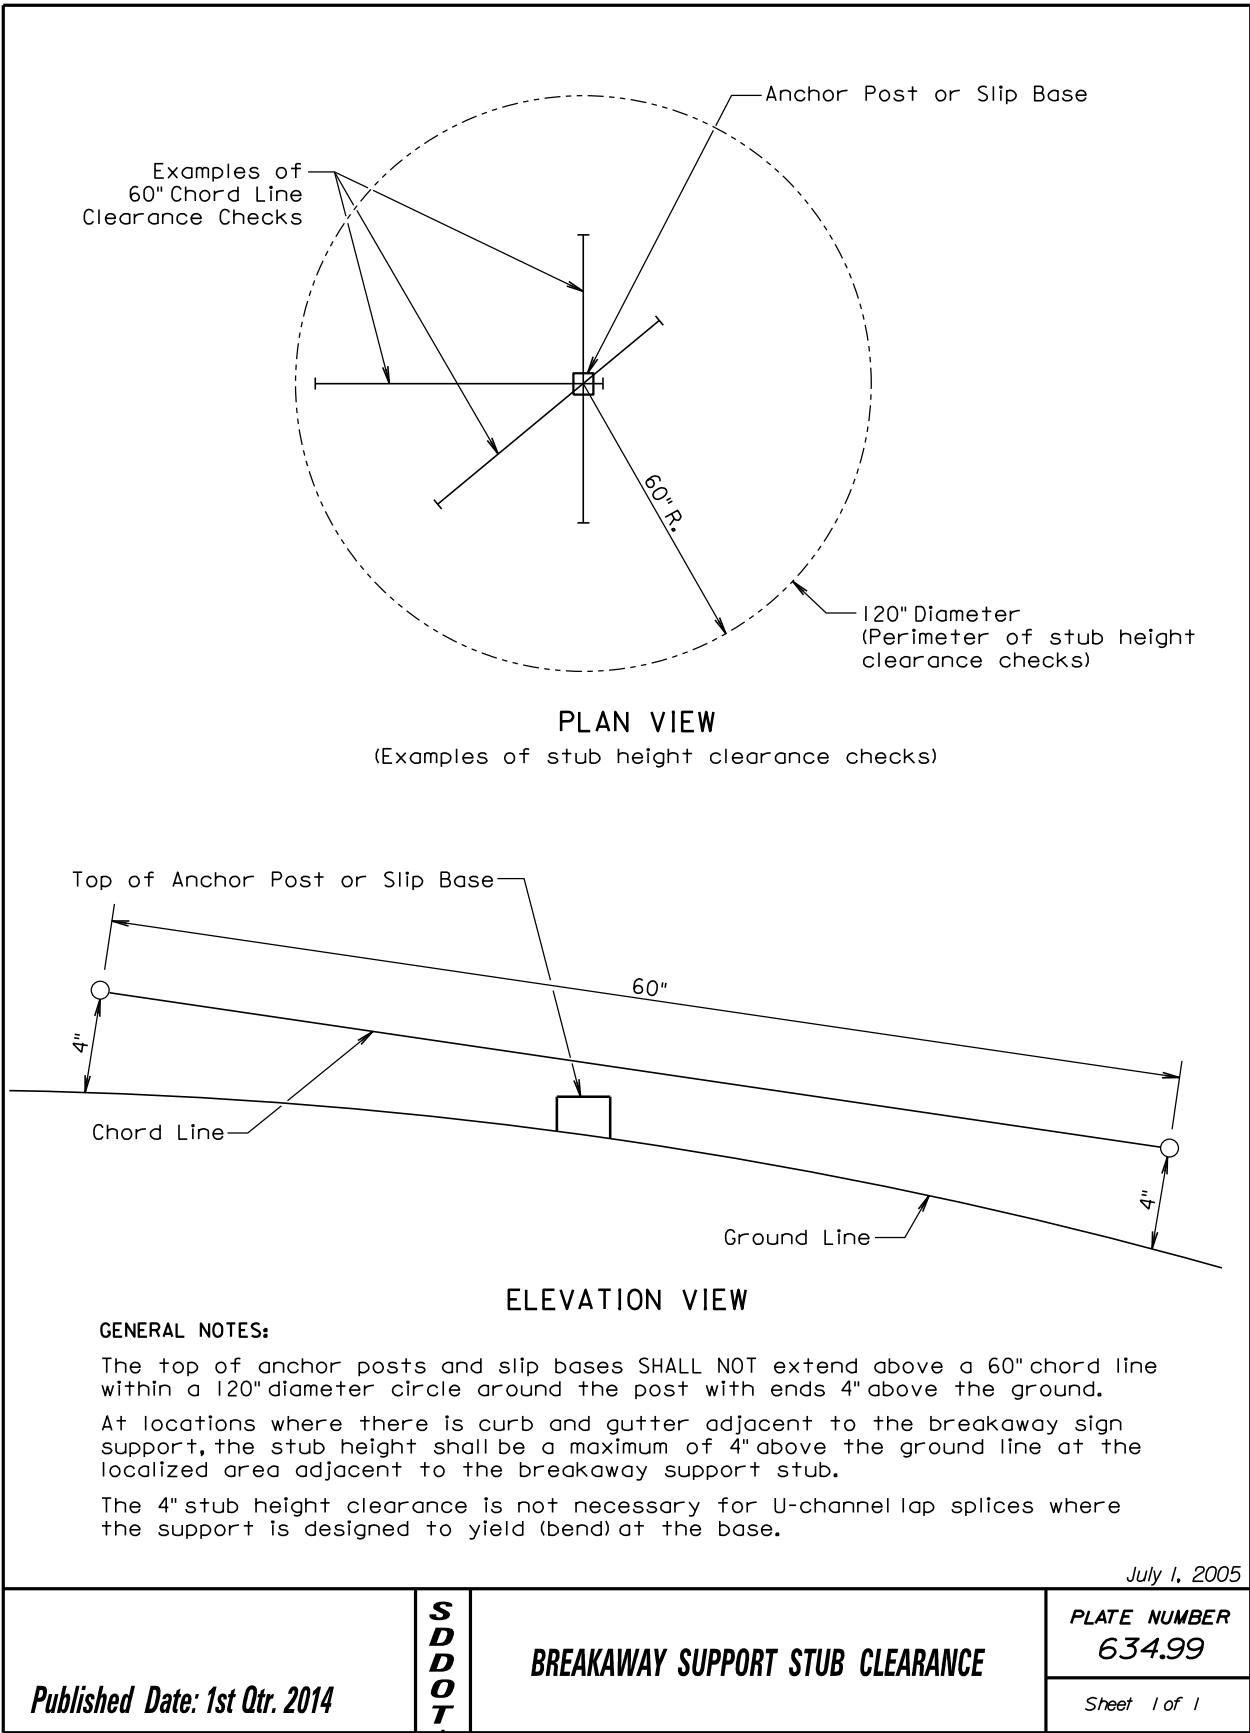 Anchor Post or Slip Base
Examples of
60" Chord Line
Clearance Checks
60" R.
120" Diameter
(Perimeter of stub height
clearance checks)
PLAN VIEW
(Examples of stub height clearance checks)
Top of Anchor Post or Slip Base
60"
4"
Chord Line
4"
Ground Line
ELEVATION VIEW
GENERAL NOTES:
The top of anchor posts and slip bases SHALL NOT extend above a 60" chord line
within a 120" diameter circle around the post with ends 4" above the ground.
At locations where there is curb and gutter adjacent to the breakaway sign
support, the stub height shall be a maximum of 4" above the ground line at the
localized area adjacent to the breakaway support stub.
The 4" stub height clearance is not necessary for U-channel lap splices where
the support is designed to yield (bend) at the base.
July 1, 2005
Published Date: 1st Qtr. 2014
SDDOT
BREAKAWAY SUPPORT STUB CLEARANCE
PLATE NUMBER
634.99
Sheet 1 of 1